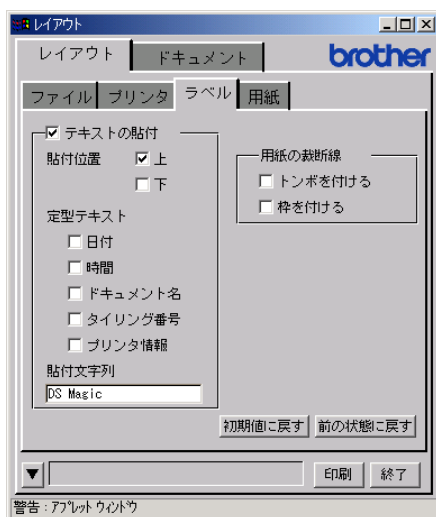 レイアウト
レイアウト ドキュメント brother
ファイル プリンタ ラベル 用紙
テキストの貼付
貼付位置 上
下
定型テキスト
日付
時間
ドキュメント名
タイリング番号
プリンタ情報
貼付文字列
DS Magic
用紙の裁断線
トンボを付ける
枠を付ける
初期値に戻す 前の状態に戻す
印刷 終了
警告 : アプレット ウィンドウ